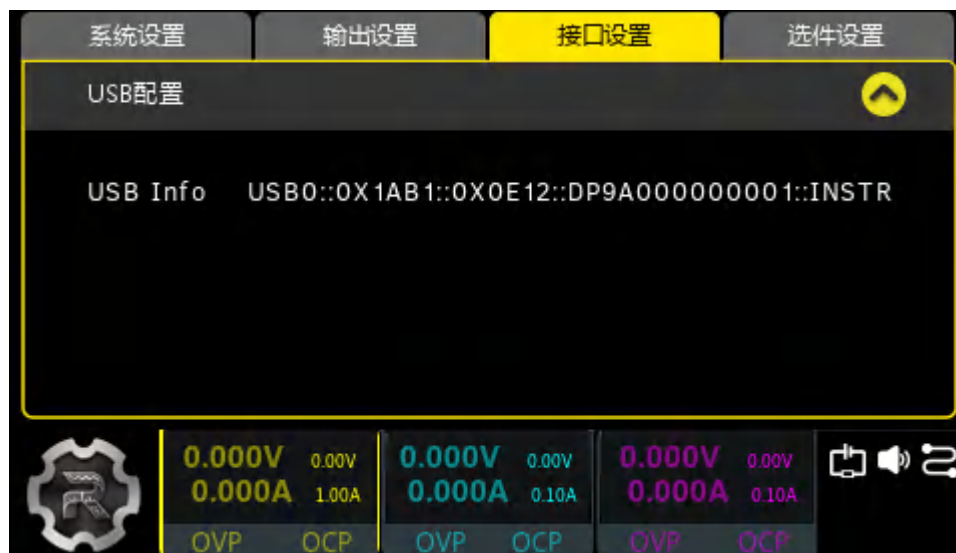 系统设置 输出设置 接口设置 选件设置
USB配置
USB Info USB0::0X1AB1::0X0E12::DP9A000000001::INSTR
0.000V 0.00V 0.000V 0.00V 0.000V 0.00V
0.000A 1.00A 0.000A 0.10A 0.000A 0.10A
R
OVP OCP OVP OCP OVP OCP